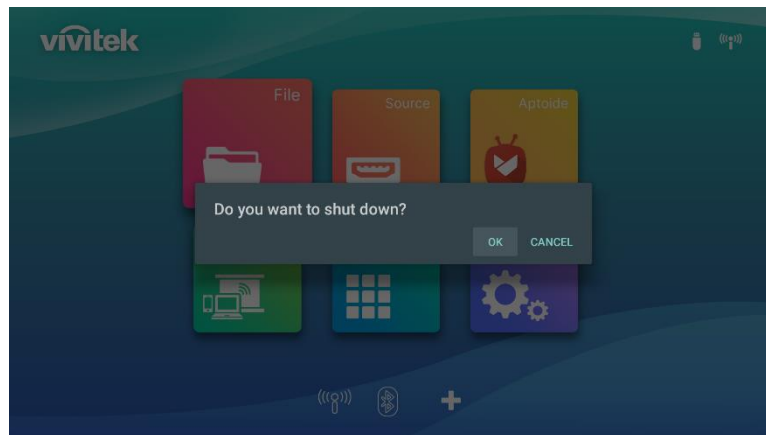 vivitek
File
Source
Aptoide
Do you want to shut down?
OK
CANCEL